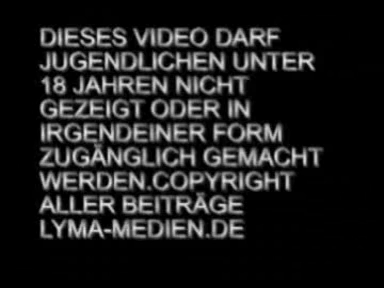 DIESES VIDEO DARF
JUGENDLICHEN UNTER
18 JAHREN NICHT
GEZEIGT ODER IN
IRGENDEINER FORM
ZUGÄNGLICH GEMACHT
WERDEN.COPYRIGHT
ALLER BEITRÄGE
LYMA-MEDIEN.DE